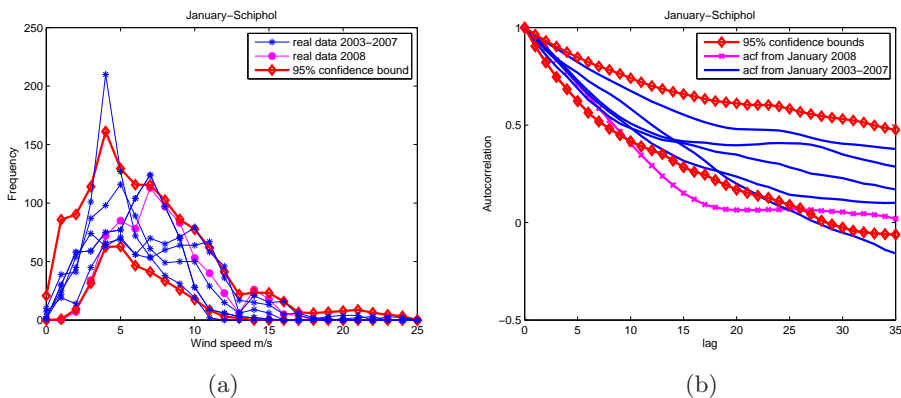 January−Schiphol
250
200
150
100
50
0
Frequency
real data 2003−2007
real data 2008
95% confidence bound
0 5 10 15 20 25
Wind speed m/s
(a)
January−Schiphol
1
0.5
0
−0.5
Autocorrelation
95% confidence bounds
acf from January 2008
acf from January 2003−2007
0 5 10 15 20 25 30 35
lag
(b)